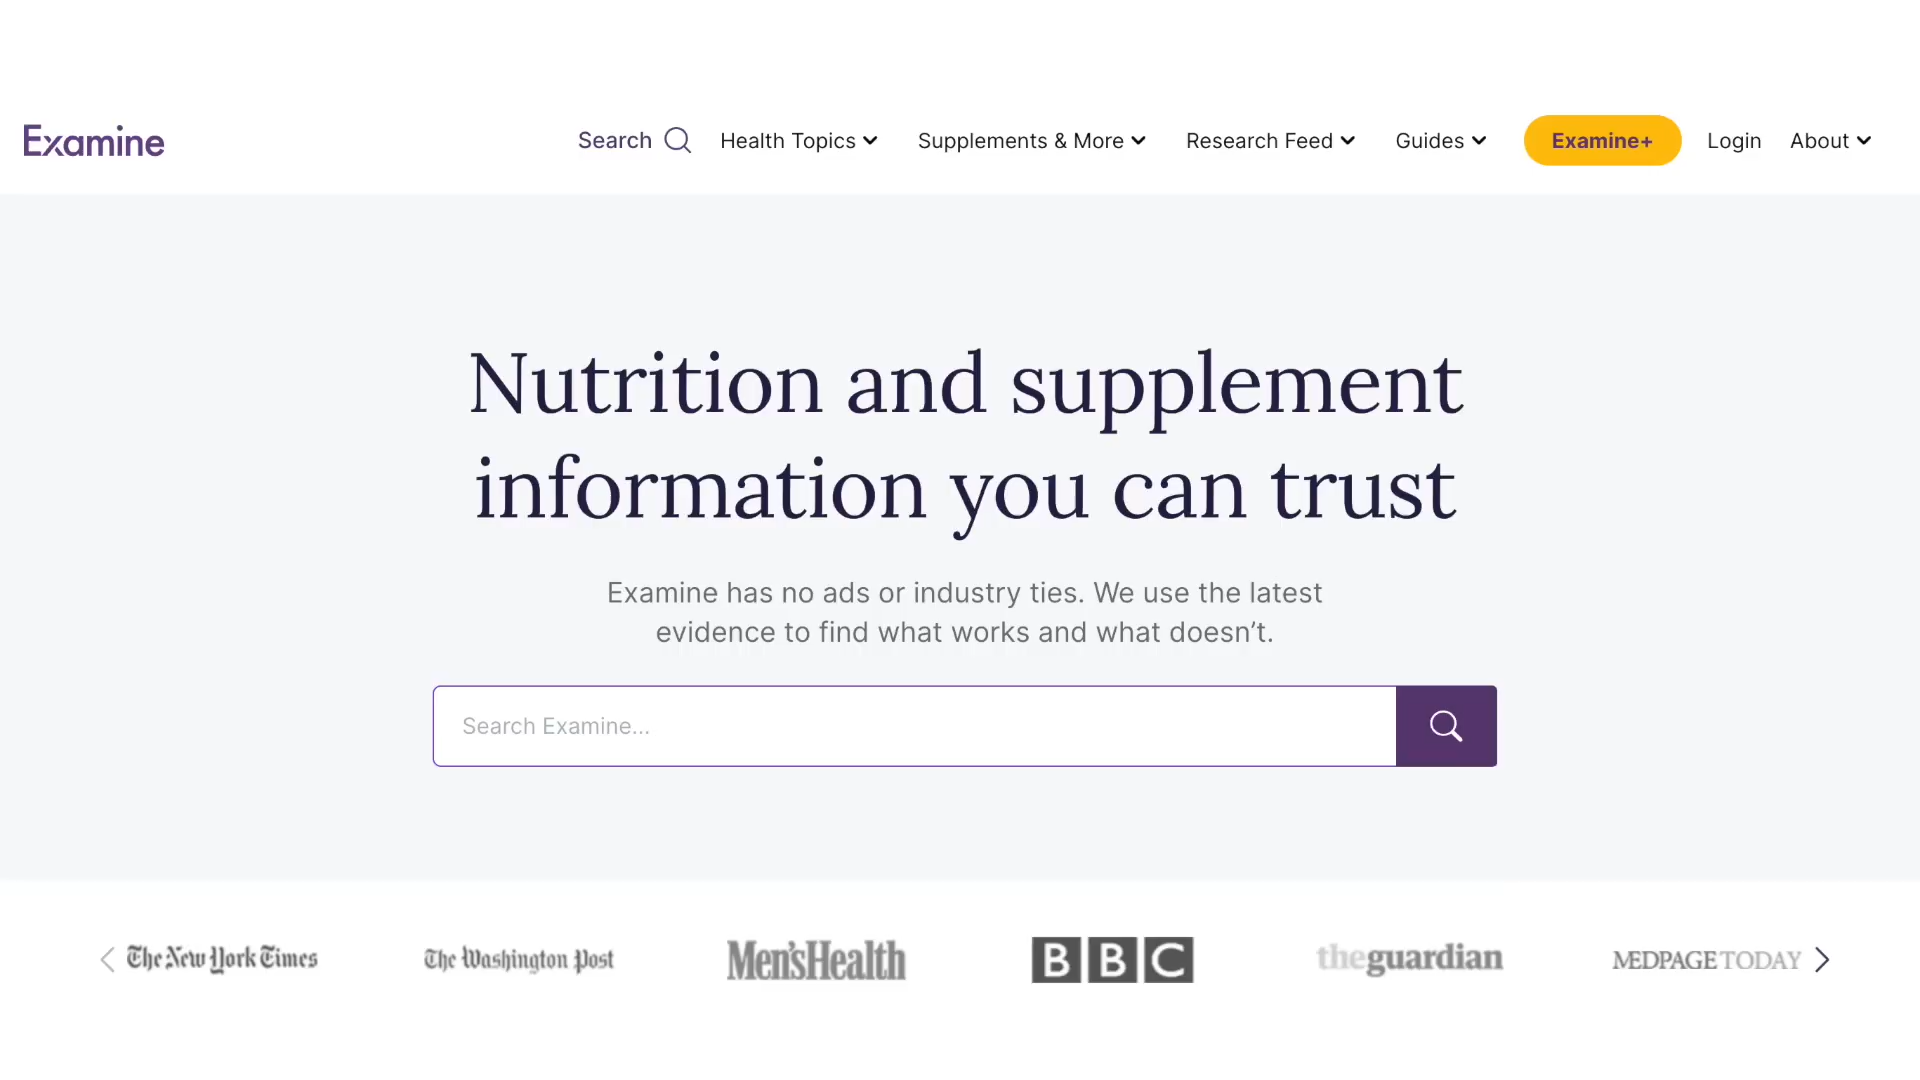 Examine
Search
Health Topics
Supplements & More
Research Feed
Guides
Examine+
Login
About
Nutrition and supplement
information you can trust
Examine has no ads or industry ties. We use the latest
evidence to find what works and what doesn’t.
Search Examine...
The New York Times
The Washington Post
Men'sHealth
BBC
theguardian
MEDPAGE TODAY